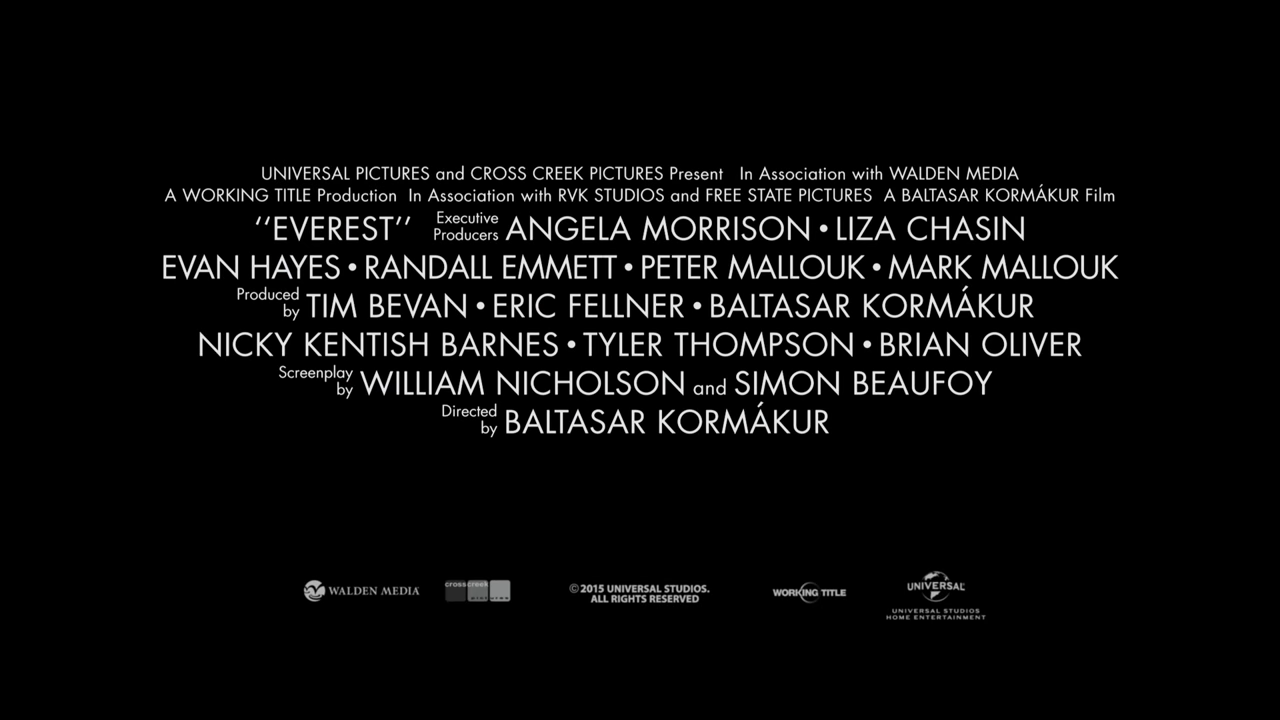 UNIVERSAL PICTURES and CROSS CREEK PICTURES Present In Association with WALDEN MEDIA
A WORKING TITLE Production In Association with RVK STUDIOS and FREE STATE PICTURES A BALTASAR KORMÁKUR Film
‘‘EVEREST’’ Executive Producers ANGELA MORRISON • LIZA CHASIN
EVAN HAYES • RANDALL EMMETT • PETER MALLOUK • MARK MALLOUK
Produced by TIM BEVAN • ERIC FELLNER • BALTASAR KORMÁKUR
NICKY KENTISH BARNES • TYLER THOMPSON • BRIAN OLIVER
Screenplay by WILLIAM NICHOLSON and SIMON BEAUFOY
Directed by BALTASAR KORMÁKUR
WALDEN MEDIA
crosscreek
pictures
©2015 UNIVERSAL STUDIOS.
ALL RIGHTS RESERVED
WORKING TITLE
UNIVERSAL
UNIVERSAL STUDIOS
HOME ENTERTAINMENT